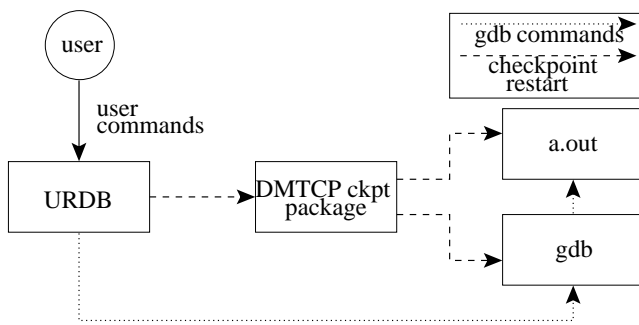 user
gdb commands
checkpoint
restart
user
commands
a.out
URDB
DMTCP ckpt
package
gdb